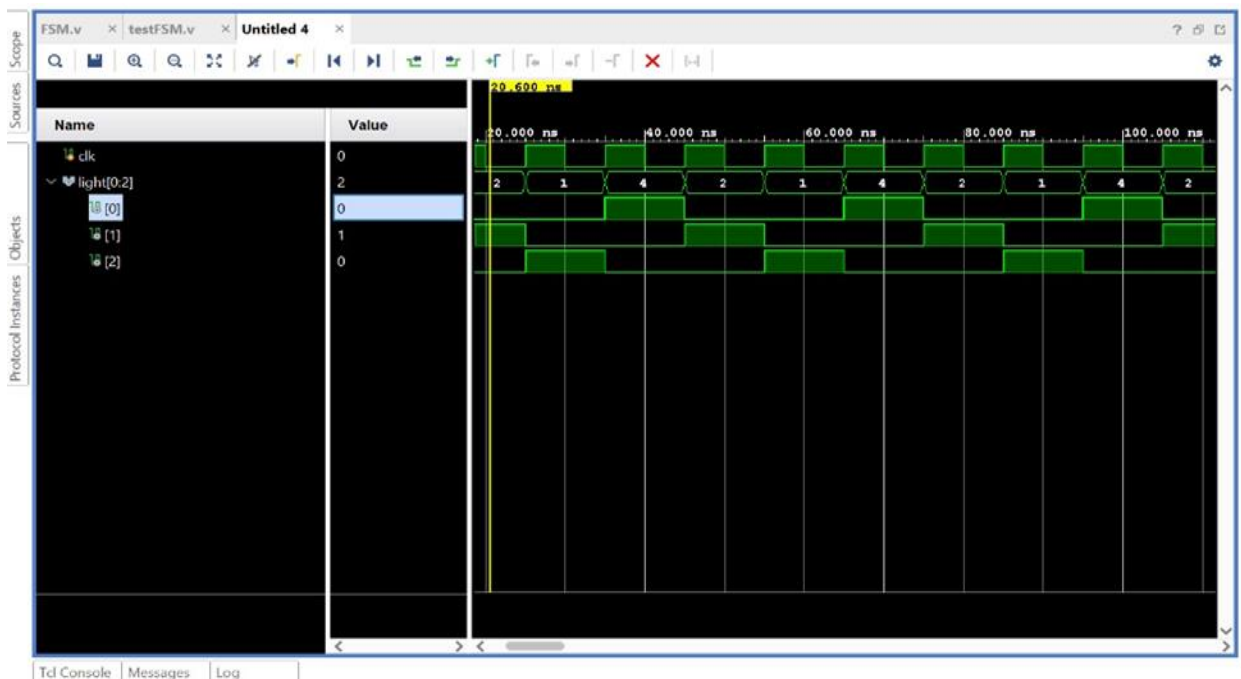 FSM.v × testFSM.v × Untitled 4 ×
Scope
Sources
Objects
Protocol Instances
20.600 ns
Name Value
20.000 ns 40.000 ns 60.000 ns 80.000 ns 100.000 ns
clk 0
light[0:2] 2 2 1 4 2 1 4 2 1 4 2
[0] 0
[1] 1
[2] 0
Tcl Console Messages Log